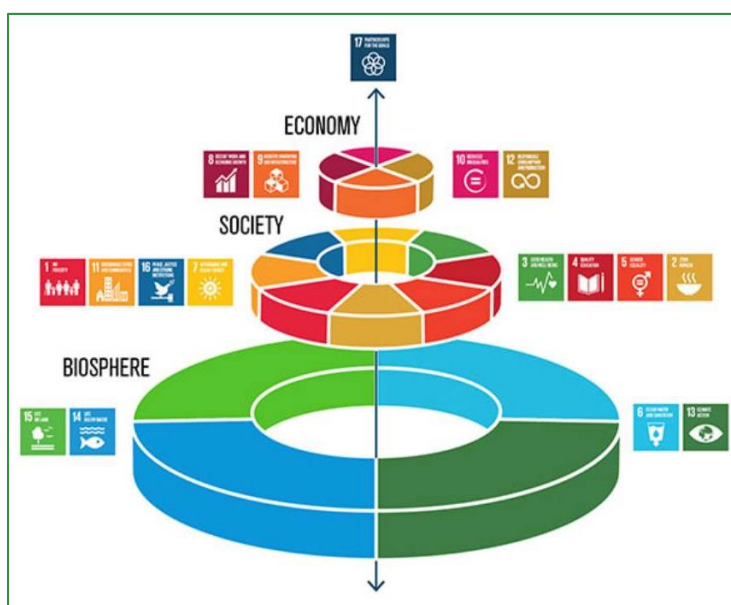 17 PARTNERSHIPS
FOR THE GOALS
ECONOMY
8 DECENT WORK AND
ECONOMIC GROWTH
9 INDUSTRY, INNOVATION
AND INFRASTRUCTURE
10 REDUCED
INEQUALITIES
12 RESPONSIBLE
CONSUMPTION
AND PRODUCTION
SOCIETY
1 NO
POVERTY
11 SUSTAINABLE CITIES
AND COMMUNITIES
16 PEACE, JUSTICE
AND STRONG
INSTITUTIONS
7 AFFORDABLE AND
CLEAN ENERGY
3 GOOD HEALTH
AND WELL-BEING
4 QUALITY
EDUCATION
5 GENDER
EQUALITY
2 ZERO
HUNGER
BIOSPHERE
15 LIFE
ON LAND
14 LIFE
BELOW WATER
6 CLEAN WATER
AND SANITATION
13 CLIMATE
ACTION